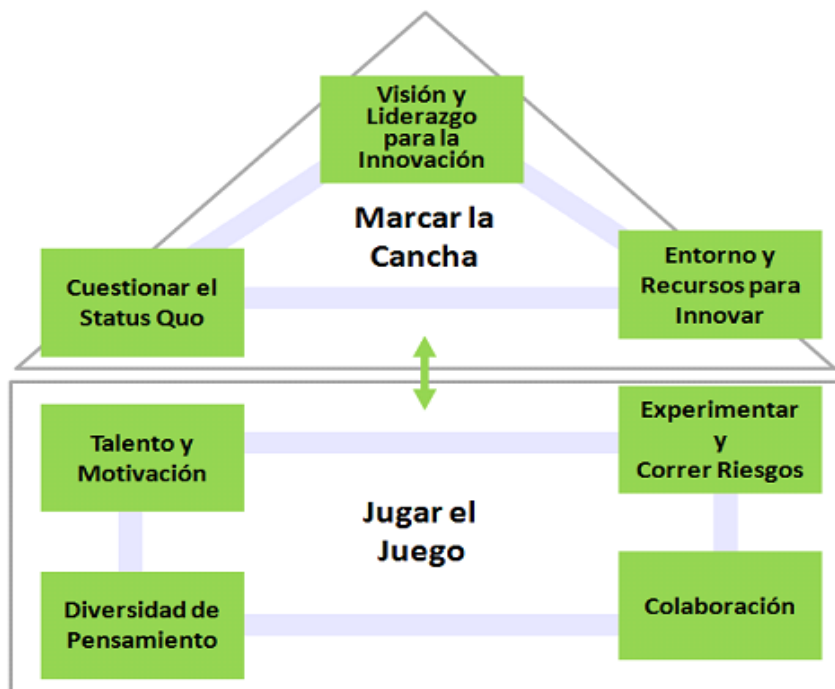 Visión y
Liderazgo
para la
Innovación
Marcar la
Cancha
Cuestionar el
Status Quo
Entorno y
Recursos para
Innovar
Talento y
Motivación
Experimentar
y
Correr Riesgos
Jugar el
Juego
Diversidad de
Pensamiento
Colaboración